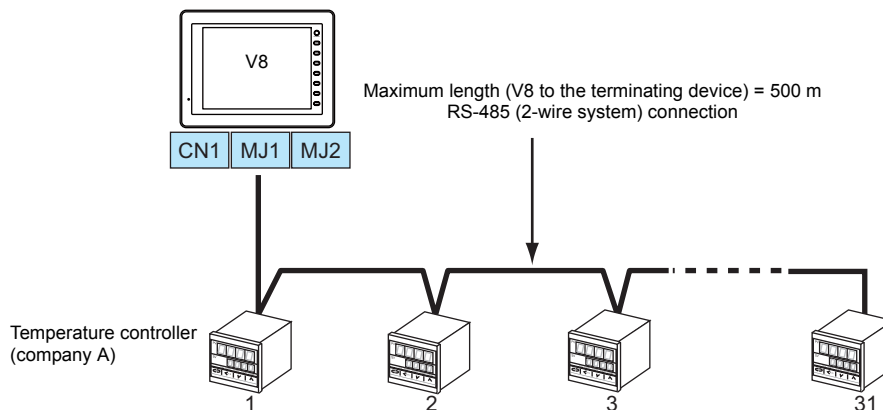 V8
Maximum length (V8 to the terminating device) = 500 m
RS-485 (2-wire system) connection
CN1 MJ1 MJ2
Temperature controller
(company A)
1 2 3 31